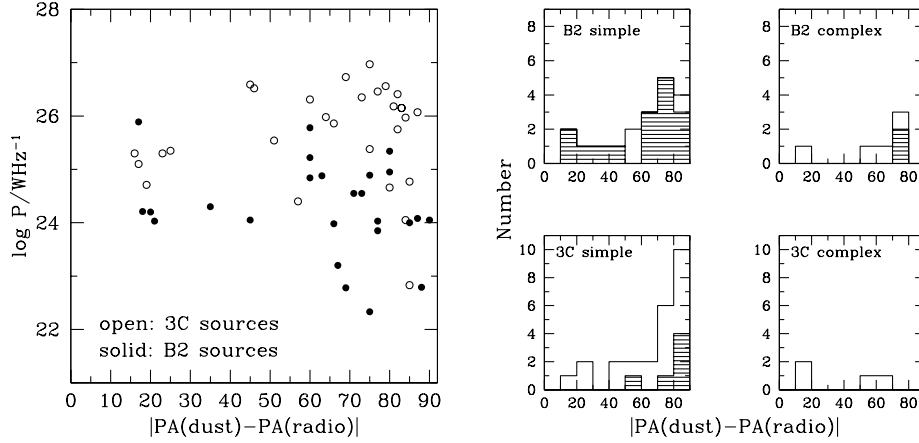 28
26
24
22
log P/WHz⁻¹
open: 3C sources
solid: B2 sources
0 10 20 30 40 50 60 70 80 90
|PA(dust)-PA(radio)|
Number
B2 simple
8
6
4
2
0
0 20 40 60 80
B2 complex
8
6
4
2
0
0 20 40 60 80
3C simple
10
8
6
4
2
0
0 20 40 60 80
3C complex
10
8
6
4
2
0
0 20 40 60 80
|PA(dust)-PA(radio)|